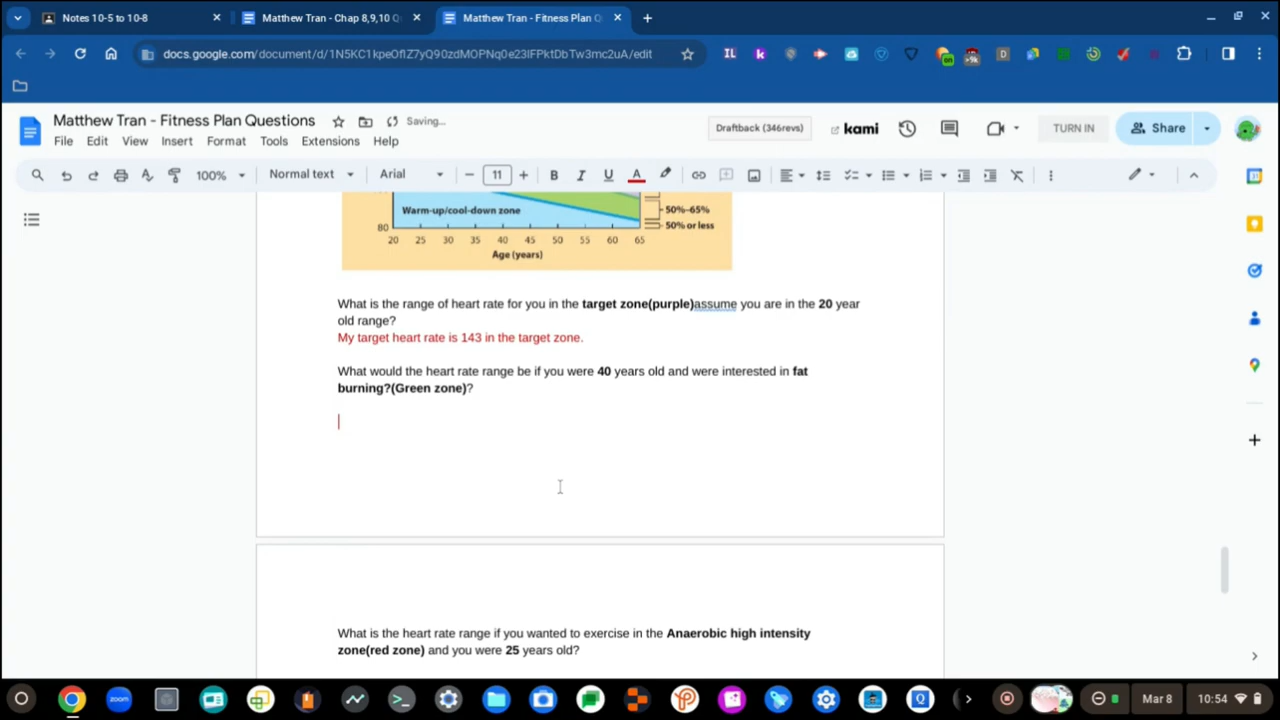 Notes 10-5 to 10-8
Matthew Tran - Chap 8,9,10 Q
Matthew Tran - Fitness Plan Q
docs.google.com/document/d/1N5KC1kpeOflZ7yQ90zdMOPNq0e23IFPktDbTw3mc2uA/edit
Matthew Tran - Fitness Plan Questions
Saving...
Draftback (346revs)
kami
TURN IN
Share
File Edit View Insert Format Tools Extensions Help
100% Normal text Arial 11
Warm-up/cool-down zone
50%–65%
50% or less
80
20 25 30 35 40 45 50 55 60 65
Age (years)
What is the range of heart rate for you in the target zone(purple)assume you are in the 20 year
old range?
My target heart rate is 143 in the target zone.
What would the heart rate range be if you were 40 years old and were interested in fat
burning?(Green zone)?
What is the heart rate range if you wanted to exercise in the Anaerobic high intensity
zone(red zone) and you were 25 years old?
zoom
Mar 8
10:54